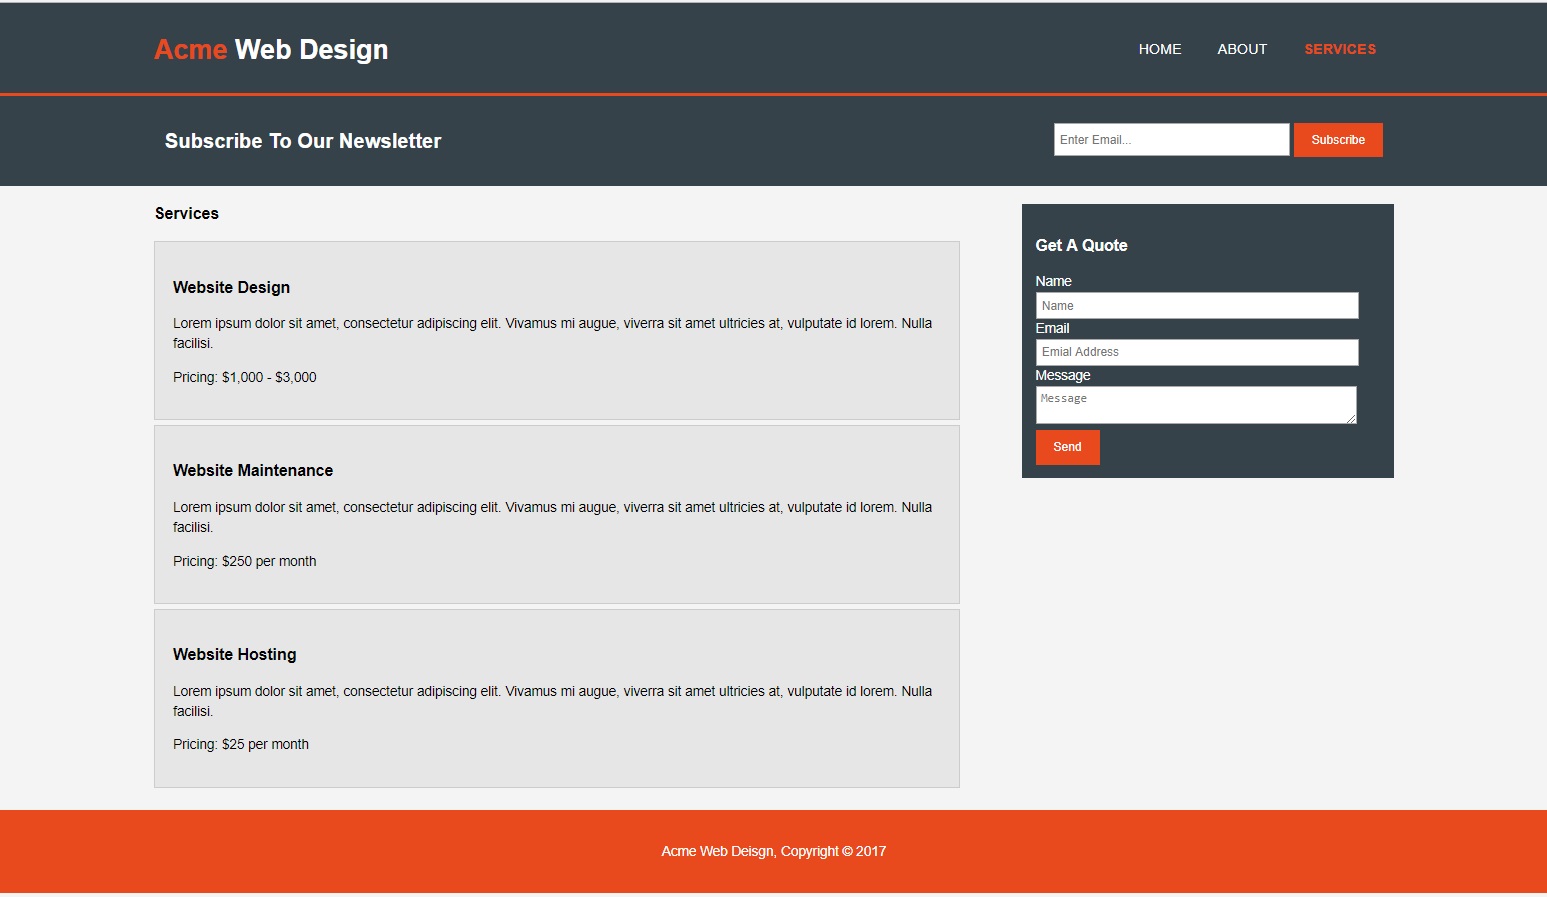 Acme Web Design
HOME ABOUT SERVICES
Subscribe To Our Newsletter
Enter Email... Subscribe
Services
Website Design
Lorem ipsum dolor sit amet, consectetur adipiscing elit. Vivamus mi augue, viverra sit amet ultricies at, vulputate id lorem. Nulla
facilisi.
Pricing: $1,000 - $3,000
Website Maintenance
Lorem ipsum dolor sit amet, consectetur adipiscing elit. Vivamus mi augue, viverra sit amet ultricies at, vulputate id lorem. Nulla
facilisi.
Pricing: $250 per month
Website Hosting
Lorem ipsum dolor sit amet, consectetur adipiscing elit. Vivamus mi augue, viverra sit amet ultricies at, vulputate id lorem. Nulla
facilisi.
Pricing: $25 per month
Get A Quote
Name
Name
Email
Emial Address
Message
Message
Send
Acme Web Deisgn, Copyright © 2017